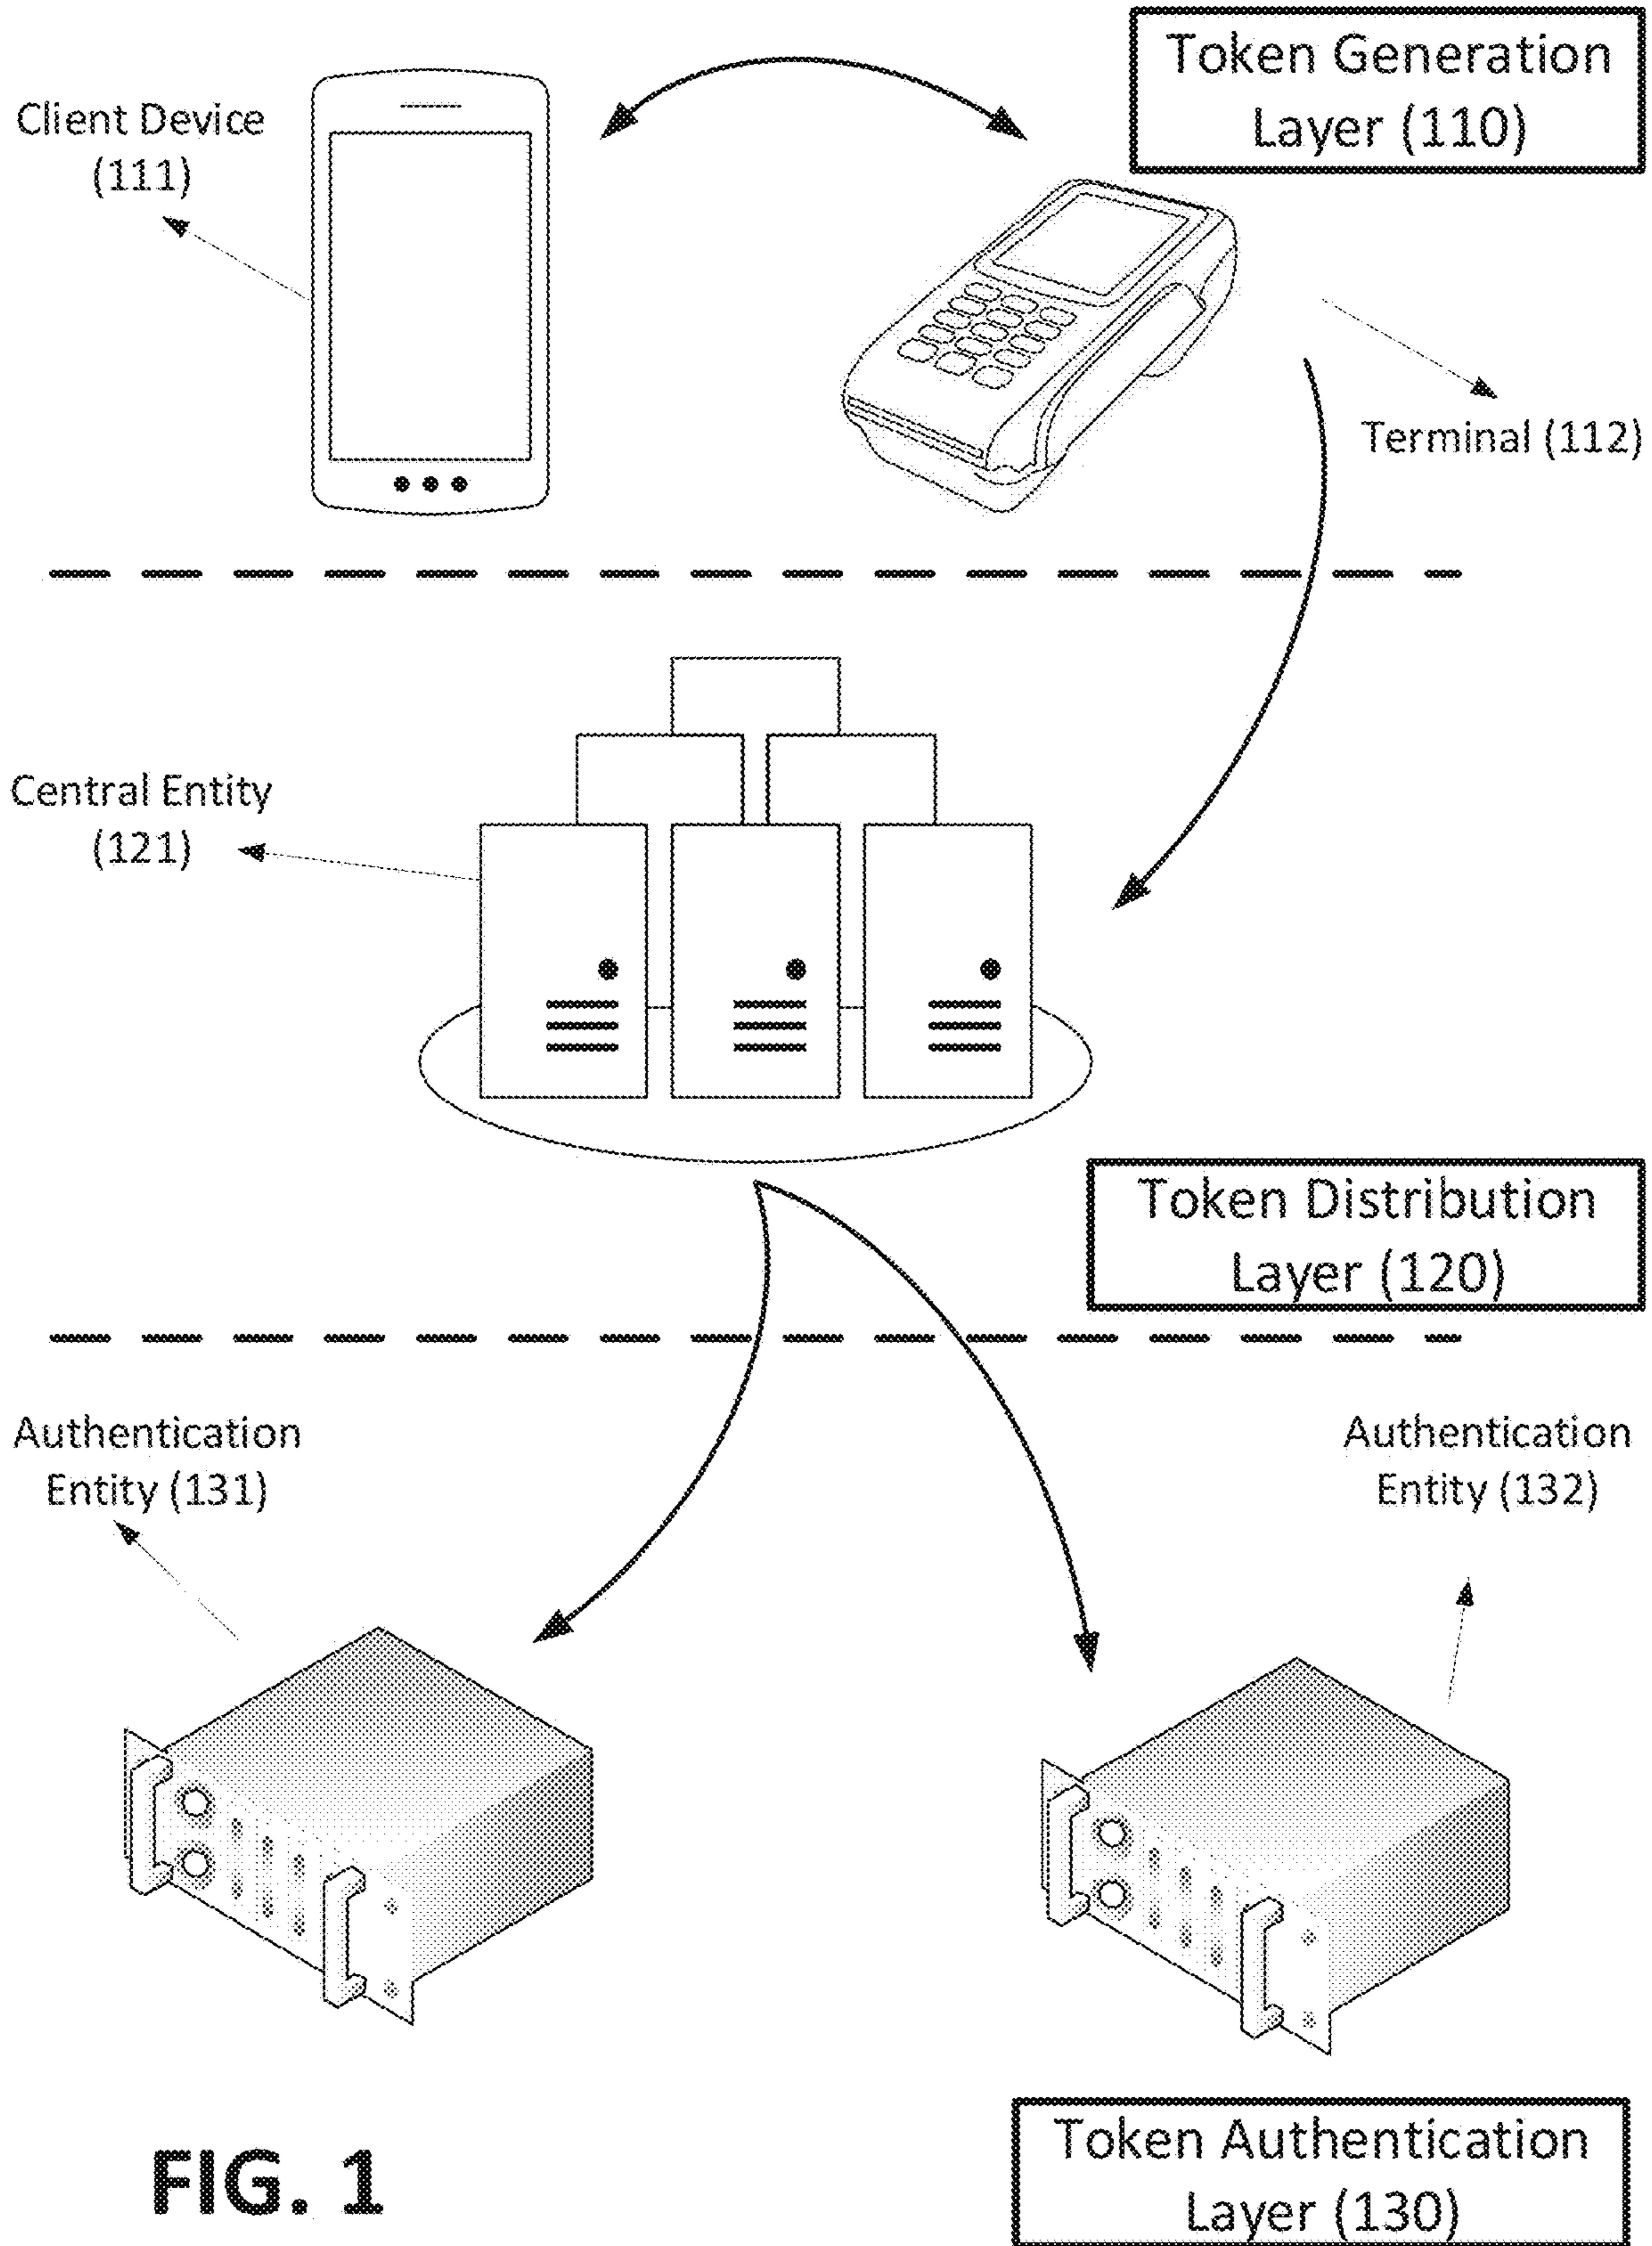 Token Generation
Layer (110)
Client Device
(111)
Terminal (112)
Central Entity
(121)
Token Distribution
Layer (120)
Authentication
Entity (131)
Authentication
Entity (132)
Token Authentication
Layer (130)
FIG. 1